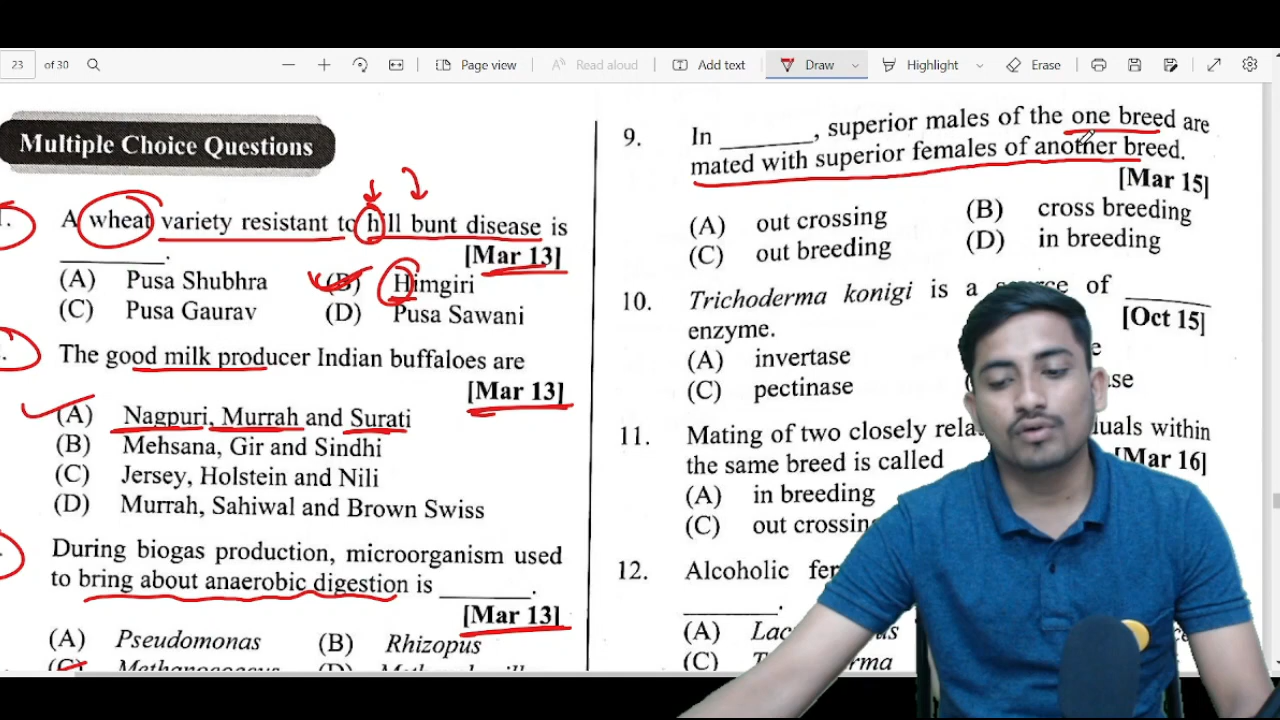 23 of 30
Page view
Read aloud
Add text
Draw
Highlight
Erase
Multiple Choice Questions
A wheat variety resistant to hill bunt disease is
________.
[Mar 13]
(A) Pusa Shubhra (B) Himgiri
(C) Pusa Gaurav (D) Pusa Sawani
The good milk producer Indian buffaloes are
[Mar 13]
(A) Nagpuri, Murrah and Surati
(B) Mehsana, Gir and Sindhi
(C) Jersey, Holstein and Nili
(D) Murrah, Sahiwal and Brown Swiss
During biogas production, microorganism used
to bring about anaerobic digestion is ________.
[Mar 13]
(A) Pseudomonas (B) Rhizopus
(C) Methanococcus (D)
9. In ________, superior males of the one breed are
mated with superior females of another breed.
[Mar 15]
(A) out crossing (B) cross breeding
(C) out breeding (D) in breeding
10. Trichoderma konigi is a of ________
enzyme. [Oct 15]
(A) invertase
(C) pectinase
11. Mating of two closely within
the same breed is called [Mar 16]
(A) in breeding
(C) out
12. Alcoholic
________.
(A)
(C)